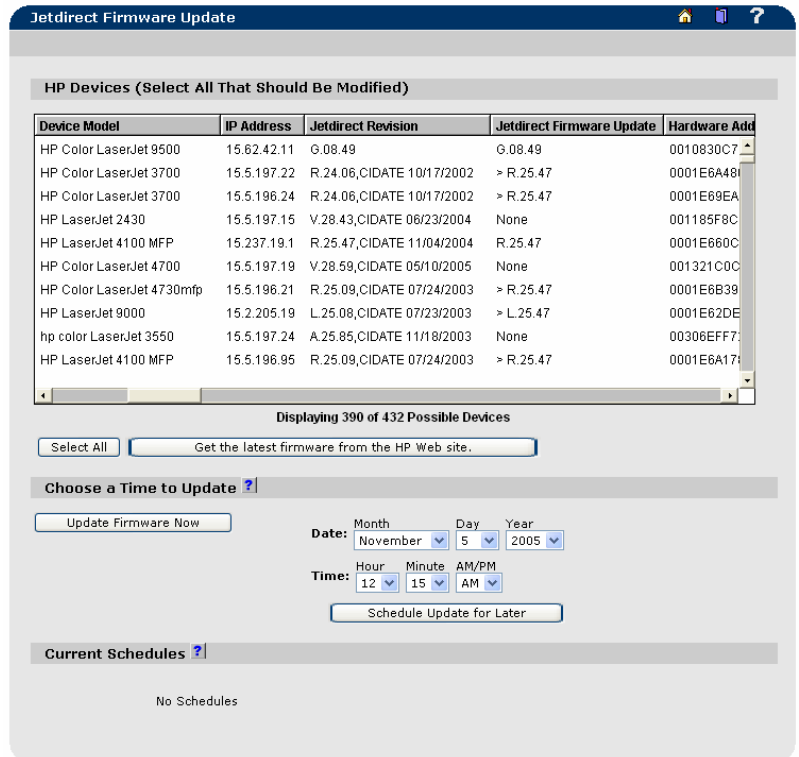 Jetdirect Firmware Update ?
HP Devices (Select All That Should Be Modified)
Device Model IP Address Jetdirect Revision Jetdirect Firmware Update Hardware Add
HP Color LaserJet 9500 15.62.42.11 G.08.49 G.08.49 0010830C7
HP Color LaserJet 3700 15.5.197.22 R.24.06,CIDATE 10/17/2002 > R.25.47 0001E6A48
HP Color LaserJet 3700 15.5.196.24 R.24.06,CIDATE 10/17/2002 > R.25.47 0001E69EA
HP LaserJet 2430 15.5.197.15 V.28.43,CIDATE 06/23/2004 None 001185F8C
HP LaserJet 4100 MFP 15.237.19.1 R.25.47,CIDATE 11/04/2004 R.25.47 0001E660C
HP Color LaserJet 4700 15.5.197.19 V.28.59,CIDATE 05/10/2005 None 001321C0C
HP Color LaserJet 4730mfp 15.5.196.21 R.25.09,CIDATE 07/24/2003 > R.25.47 0001E6B39
HP LaserJet 9000 15.2.205.19 L.25.08,CIDATE 07/23/2003 > L.25.47 0001E62DE
hp color LaserJet 3550 15.5.197.24 A.25.85,CIDATE 11/18/2003 None 00306EFF7
HP LaserJet 4100 MFP 15.5.196.95 R.25.09,CIDATE 07/24/2003 > R.25.47 0001E6A17
Displaying 390 of 432 Possible Devices
Select All Get the latest firmware from the HP Web site.
Choose a Time to Update ?
Update Firmware Now
Month Day Year
Date: November 5 2005
Hour Minute AM/PM
Time: 12 15 AM
Schedule Update for Later
Current Schedules ?
No Schedules